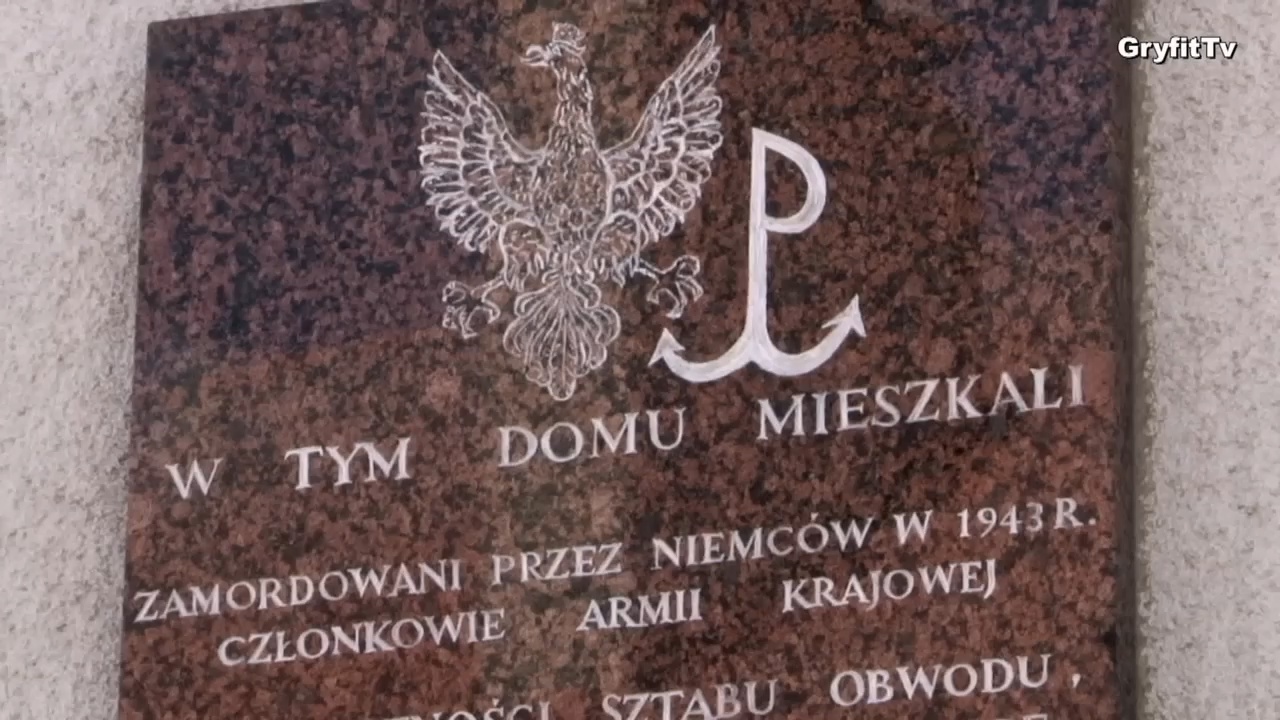 GryfitTv
W TYM DOMU MIESZKALI
ZAMORDOWANI PRZEZ NIEMCÓW W 1943 R.
CZŁONKOWIE ARMII KRAJOWEJ
SZTABU OBWODU,